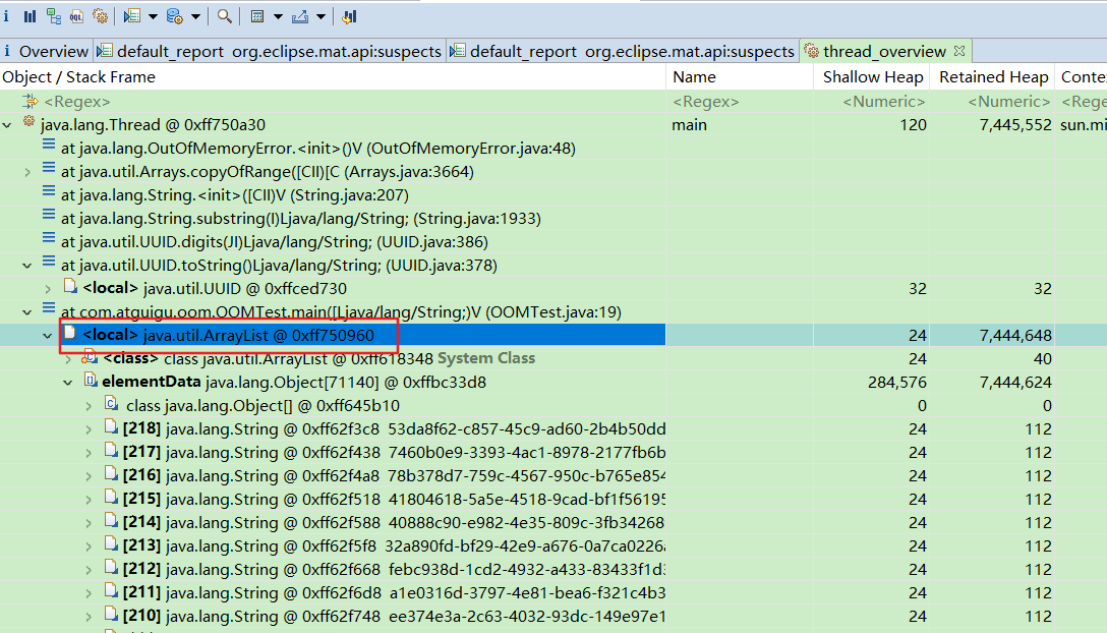 Overview default_report org.eclipse.mat.api:suspects default_report org.eclipse.mat.api:suspects thread_overview
Object / Stack Frame Name Shallow Heap Retained Heap Contex
<Regex> <Regex> <Numeric> <Numeric> <Rege
java.lang.Thread @ 0xff750a30 main 120 7,445,552 sun.mi
at java.lang.OutOfMemoryError.<init>()V (OutOfMemoryError.java:48)
at java.util.Arrays.copyOfRange([CII)[C (Arrays.java:3664)
at java.lang.String.<init>([CII)V (String.java:207)
at java.lang.String.substring(I)Ljava/lang/String; (String.java:1933)
at java.util.UUID.digits(JI)Ljava/lang/String; (UUID.java:386)
at java.util.UUID.toString()Ljava/lang/String; (UUID.java:378)
<local> java.util.UUID @ 0xffced730 32 32
at com.atguigu.oom.OOMTest.main([Ljava/lang/String;)V (OOMTest.java:19)
<local> java.util.ArrayList @ 0xff750960 24 7,444,648
<class> class java.util.ArrayList @ 0xff618348 System Class 24 40
elementData java.lang.Object[71140] @ 0xffbc33d8 284,576 7,444,624
class java.lang.Object[] @ 0xff645b10 0 0
[218] java.lang.String @ 0xff62f3c8 53da8f62-c857-45c9-ad60-2b4b50dd 24 112
[217] java.lang.String @ 0xff62f438 7460b0e9-3393-4ac1-8978-2177fb6b 24 112
[216] java.lang.String @ 0xff62f4a8 78b378d7-759c-4567-950c-b765e854 24 112
[215] java.lang.String @ 0xff62f518 41804618-5a5e-4518-9cad-bf1f56195 24 112
[214] java.lang.String @ 0xff62f588 40888c90-e982-4e35-809c-3fb34268 24 112
[213] java.lang.String @ 0xff62f5f8 32a890fd-bf29-42e9-a676-0a7ca0226a 24 112
[212] java.lang.String @ 0xff62f668 febc938d-1cd2-4932-a433-83433f1d3 24 112
[211] java.lang.String @ 0xff62f6d8 a1e0316d-3797-4e81-bea6-f321c4b3 24 112
[210] java.lang.String @ 0xff62f748 ee374e3a-2c63-4032-93dc-149e97e1 24 112